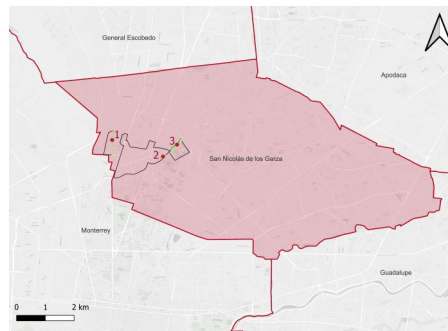 General Escobedo
Apodaca
1
3
2
San Nicolás de los Garza
Monterrey
Guadalupe
0 1 2 km